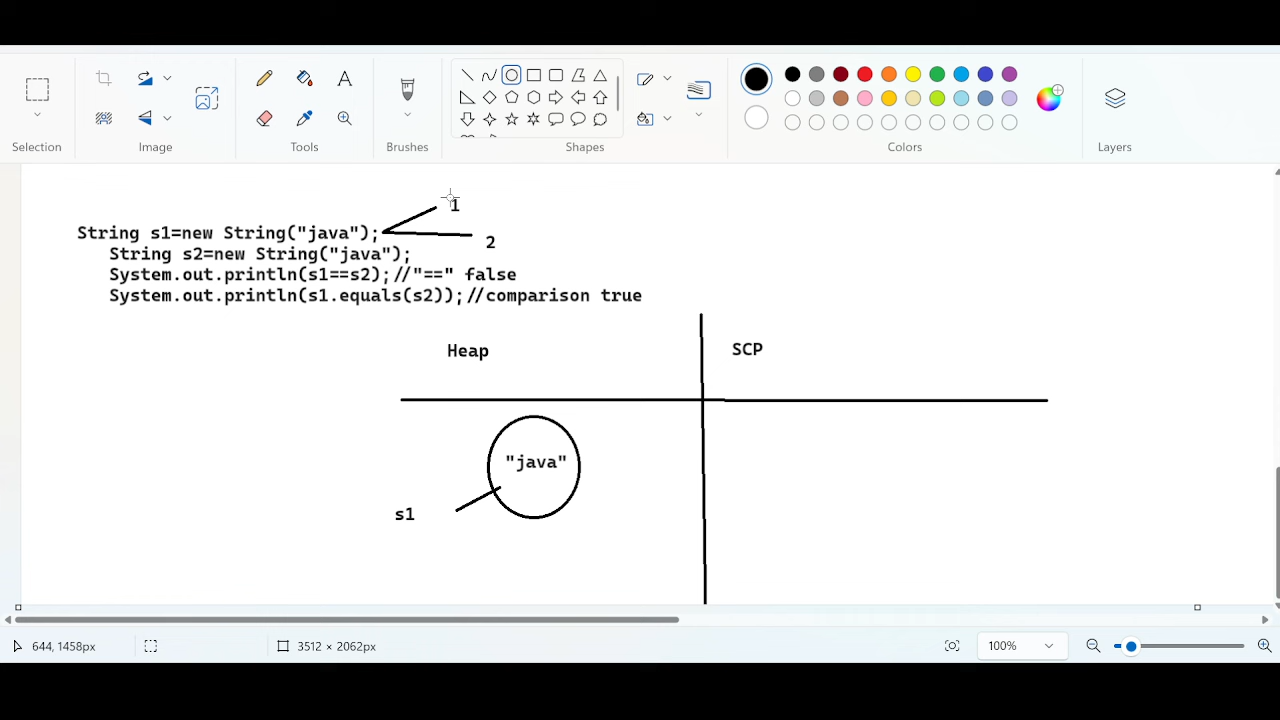 Selection
Image
Tools
Brushes
Shapes
Colors
Layers
1
String s1=new String("java");
2
String s2=new String("java");
System.out.println(s1==s2);//"==" false
System.out.println(s1.equals(s2));//comparison true
Heap
SCP
"java"
s1
644, 1458px
3512 × 2062px
100%